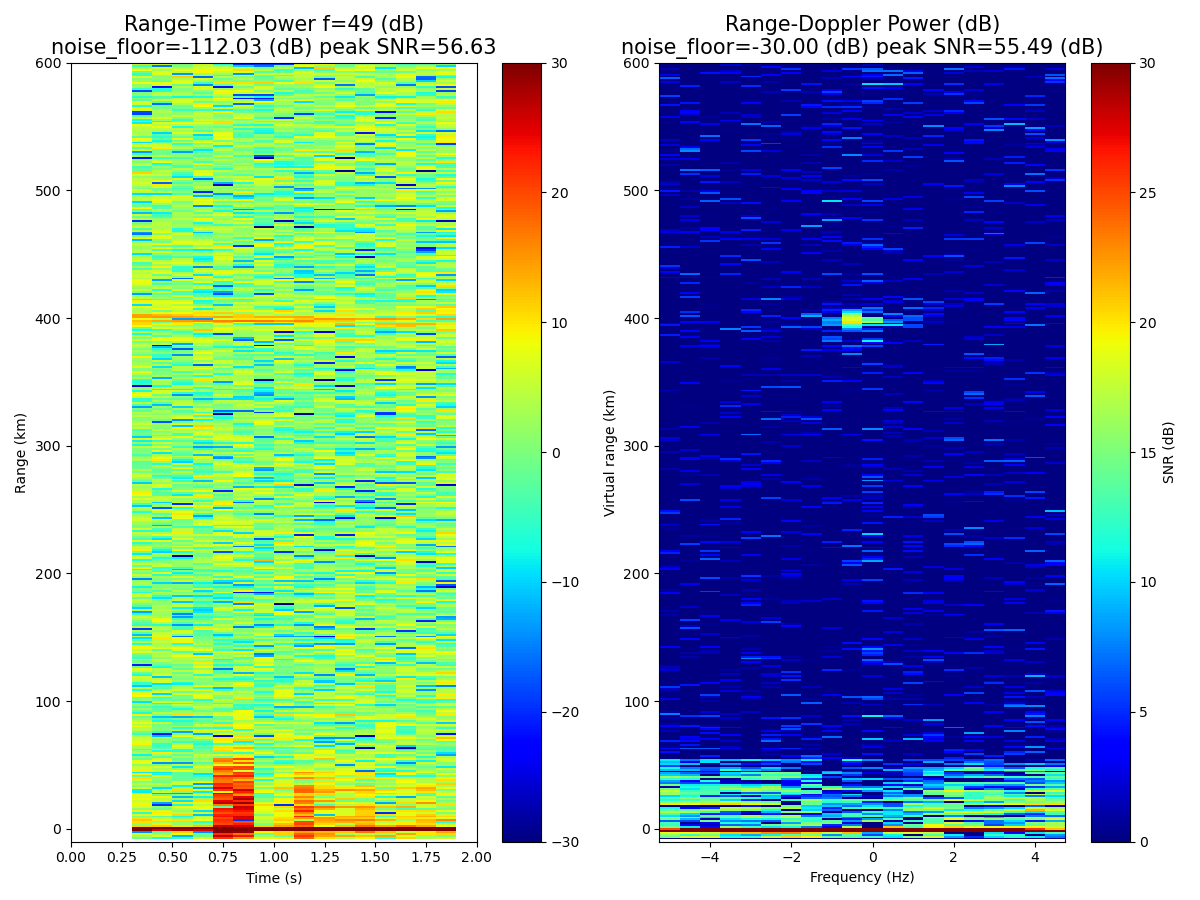 Range-Time Power f=49 (dB)
noise_floor=-112.03 (dB) peak SNR=56.63
600
500
400
300
200
100
0
Range (km)
0.00 0.25 0.50 0.75 1.00 1.25 1.50 1.75 2.00
Time (s)
30
20
10
0
−10
−20
−30
Range-Doppler Power (dB)
noise_floor=-30.00 (dB) peak SNR=55.49 (dB)
600
500
400
300
200
100
0
Virtual range (km)
−4 −2 0 2 4
Frequency (Hz)
30
25
20
15
10
5
0
SNR (dB)